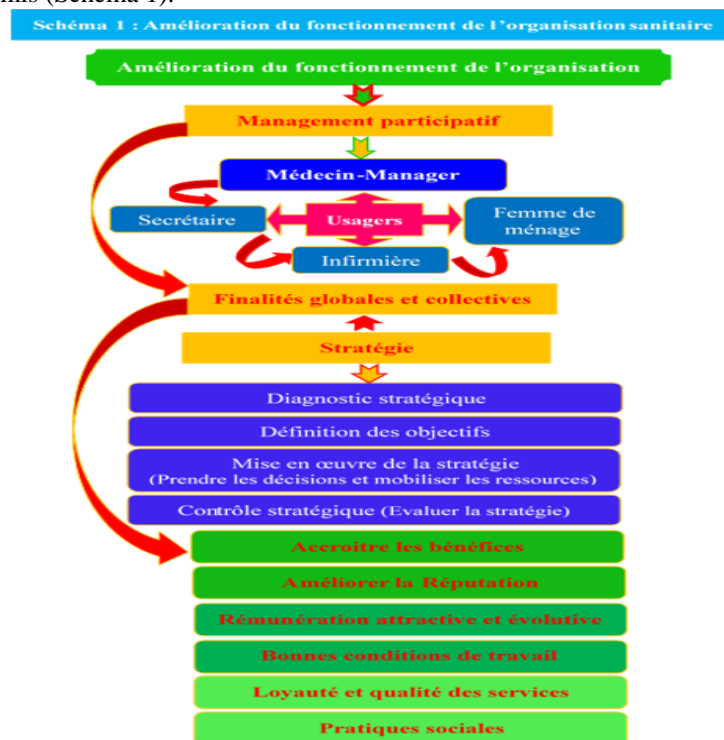 (Schéma 1).
Schéma 1 : Amélioration du fonctionnement de l'organisation sanitaire
Amélioration du fonctionnement de l'organisation
Management participatif
Médecin-Manager
Secrétaire
Usagers
Femme de
ménage
Infirmière
Finalités globales et collectives
Stratégie
Diagnostic stratégique
Définition des objectifs
Mise en œuvre de la stratégie
(Prendre les décisions et mobiliser les ressources)
Contrôle stratégique (Evaluer la stratégie)
Accroitre les bénéfices
Améliorer la Réputation
Rémunération attractive et évolutive
Bonnes conditions de travail
Loyauté et qualité des services
Pratiques sociales